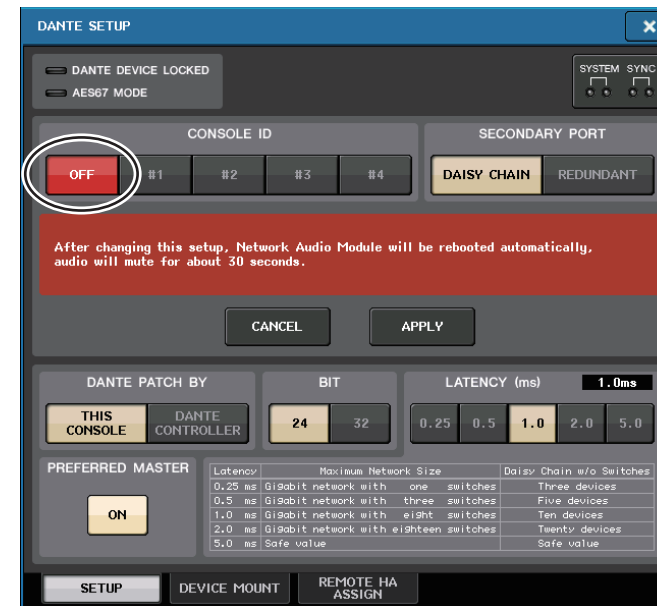 DANTE SETUP
DANTE DEVICE LOCKED
AES67 MODE
SYSTEM SYNC
CONSOLE ID
SECONDARY PORT
OFF #1 #2 #3 #4 DAISY CHAIN REDUNDANT
After changing this setup, Network Audio Module will be rebooted automatically,
audio will mute for about 30 seconds.
CANCEL APPLY
DANTE PATCH BY BIT LATENCY (ms) 1.0ms
THIS CONSOLE DANTE CONTROLLER 24 32 0.25 0.5 1.0 2.0 5.0
PREFERRED MASTER
ON
Latency Maximum Network Size Daisy Chain w/o Switches
0.25 ms Gigabit network with one switches Three devices
0.5 ms Gigabit network with three switches Five devices
1.0 ms Gigabit network with eight switches Ten devices
2.0 ms Gigabit network with eighteen switches Twenty devices
5.0 ms Safe value Safe value
SETUP DEVICE MOUNT REMOTE HA ASSIGN